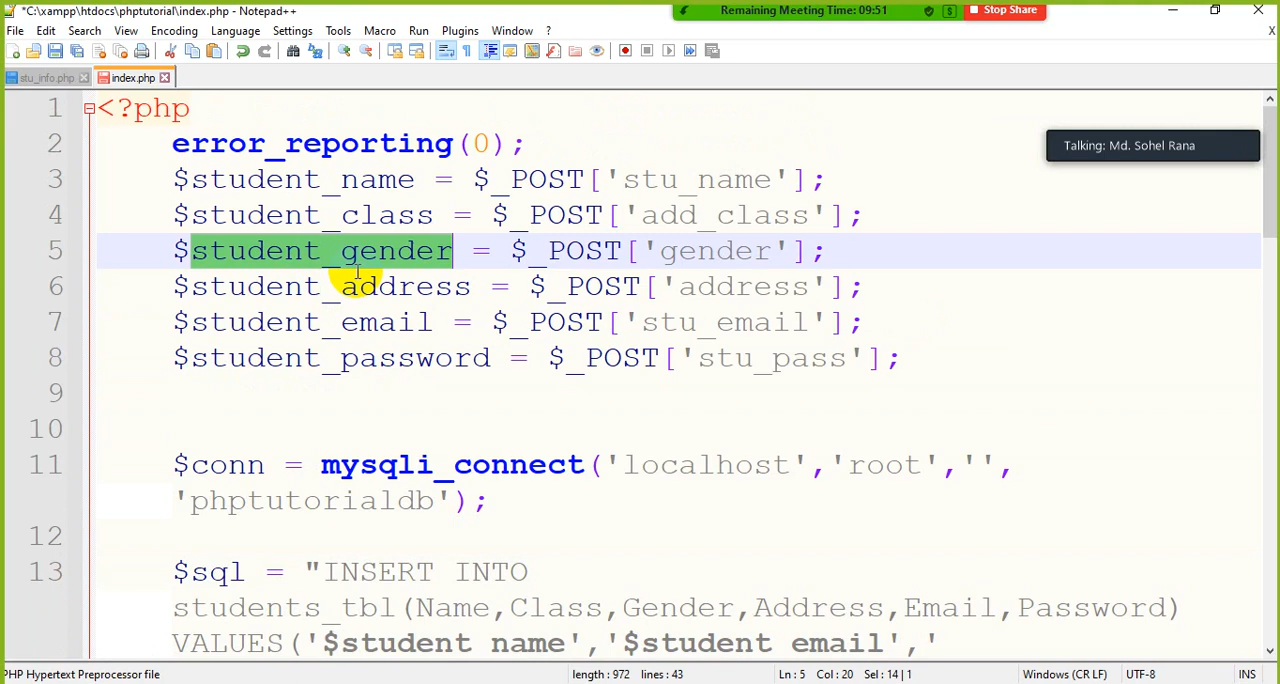 *C:\xampp\htdocs\phptutorial\index.php - Notepad++
Remaining Meeting Time: 09:51
Stop Share
File Edit Search View Encoding Language Settings Tools Macro Run Plugins Window ? X
stu_info.php index.php
1 <?php
2 error_reporting(0);
3 $student_name = $_POST['stu_name'];
4 $student_class = $_POST['add_class'];
5 $student_gender = $_POST['gender'];
6 $student_address = $_POST['address'];
7 $student_email = $_POST['stu_email'];
8 $student_password = $_POST['stu_pass'];
9
10
11 $conn = mysqli_connect('localhost','root','',
'phptutorialdb');
12
13 $sql = "INSERT INTO
students_tbl(Name,Class,Gender,Address,Email,Password)
VALUES('$student_name','$student_email','
Talking: Md. Sohel Rana
PHP Hypertext Preprocessor file length : 972 lines : 43 Ln : 5 Col : 20 Sel : 14 | 1 Windows (CR LF) UTF-8 INS